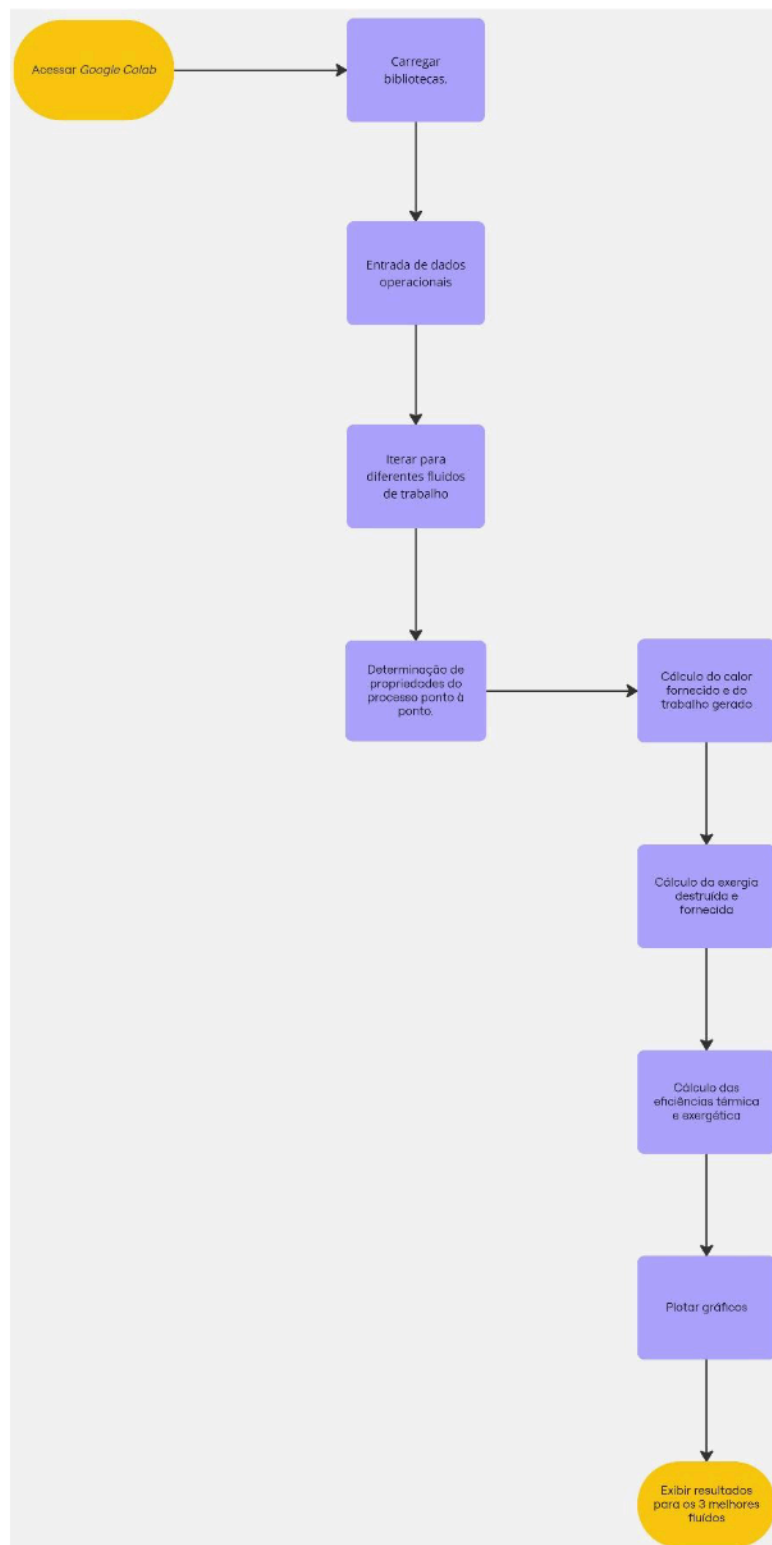 Acessar Google Colab
Carregar
bibliotecas.
Entrada de dados
operacionais
Iterar para
diferentes fluidos
de trabalho
Determinação de
propriedades do
processo ponto à
ponto.
Cálculo do calor
fornecido e do
trabalho gerado
Cálculo da exergia
destruída e
fornecida
Cálculo das
eficiências térmica
e exergética
Plotar gráficos
Exibir resultados
para os 3 melhores
fluídos